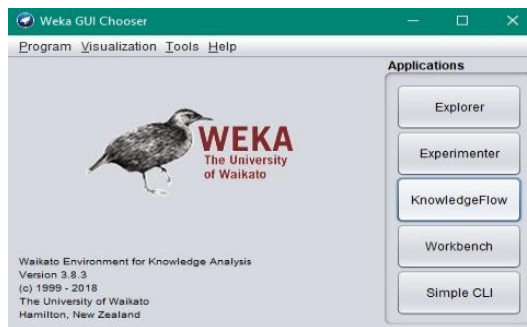 Weka GUI Chooser
Program Visualization Tools Help
Applications
Explorer
Experimenter
KnowledgeFlow
Workbench
Simple CLI
WEKA
The University
of Waikato
Waikato Environment for Knowledge Analysis
Version 3.8.3
(c) 1999 - 2018
The University of Waikato
Hamilton, New Zealand